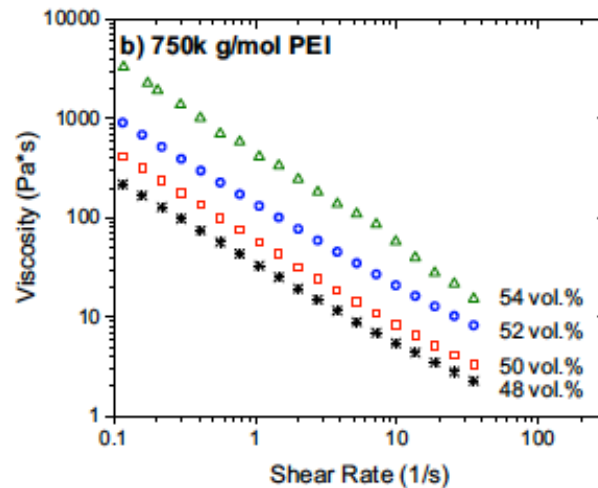 b) 750k g/mol PEI
Viscosity (Pa*s)
10000
1000
100
10
1
54 vol.%
52 vol.%
50 vol.%
48 vol.%
0.1
1
10
100
Shear Rate (1/s)